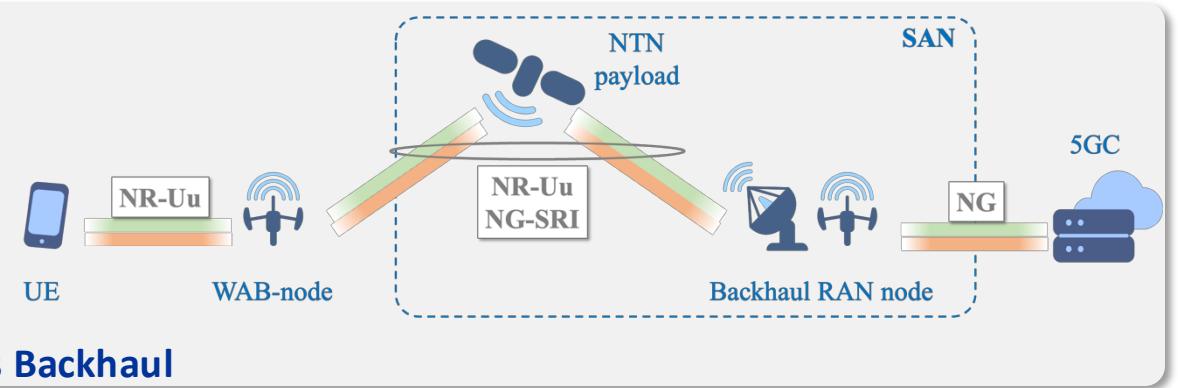 SAN
NTN
payload
5GC
NR-Uu
NR-Uu
NG-SRI
NG
UE
WAB-node
Backhaul RAN node
Backhaul